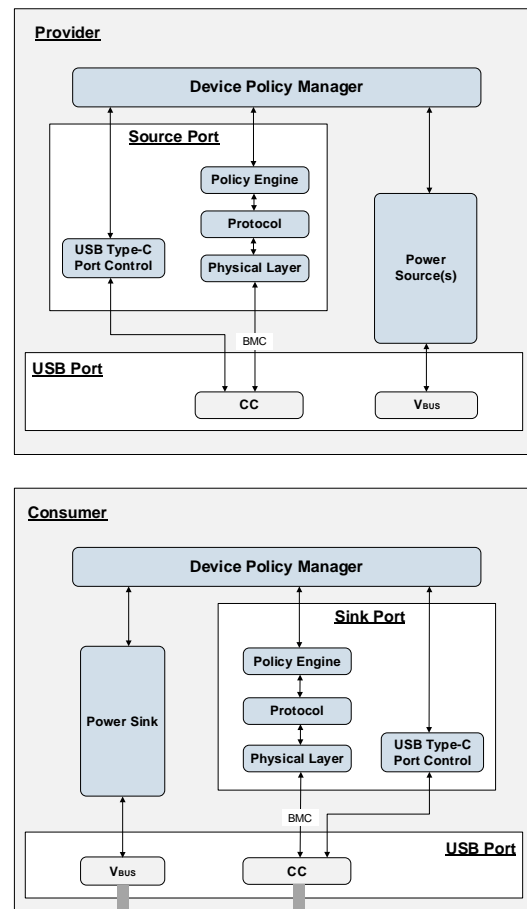 Provider
Device Policy Manager
Source Port
Policy Engine
Protocol
USB Type-C
Port Control
Physical Layer
Power
Source(s)
BMC
USB Port
CC
VBUS
Consumer
Device Policy Manager
Sink Port
Policy Engine
Power Sink
Protocol
Physical Layer
USB Type-C
Port Control
BMC
USB Port
VBUS
CC